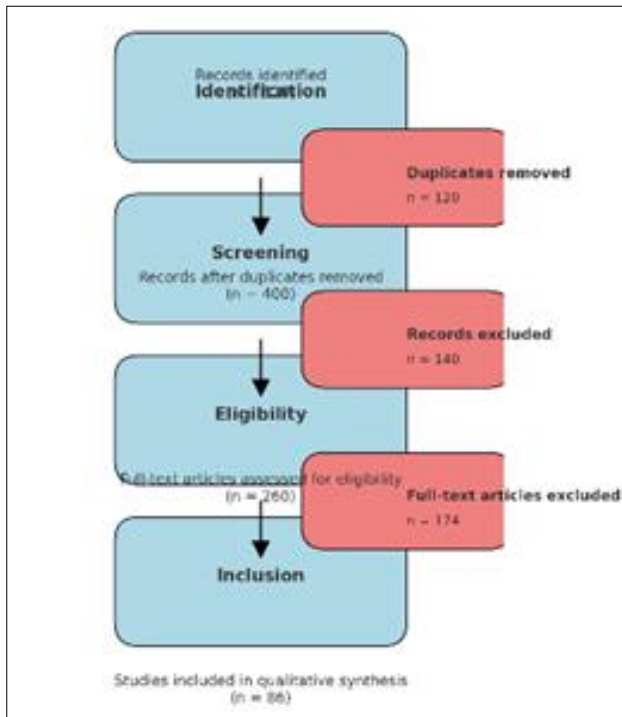 Records identified
Identification
Duplicates removed
n = 120
Screening
Records after duplicates removed
(n = 400)
Records excluded
n = 140
Eligibility
Full-text articles assessed for eligibility
(n = 260)
Full-text articles excluded
n = 174
Inclusion
Studies included in qualitative synthesis
(n = 86)